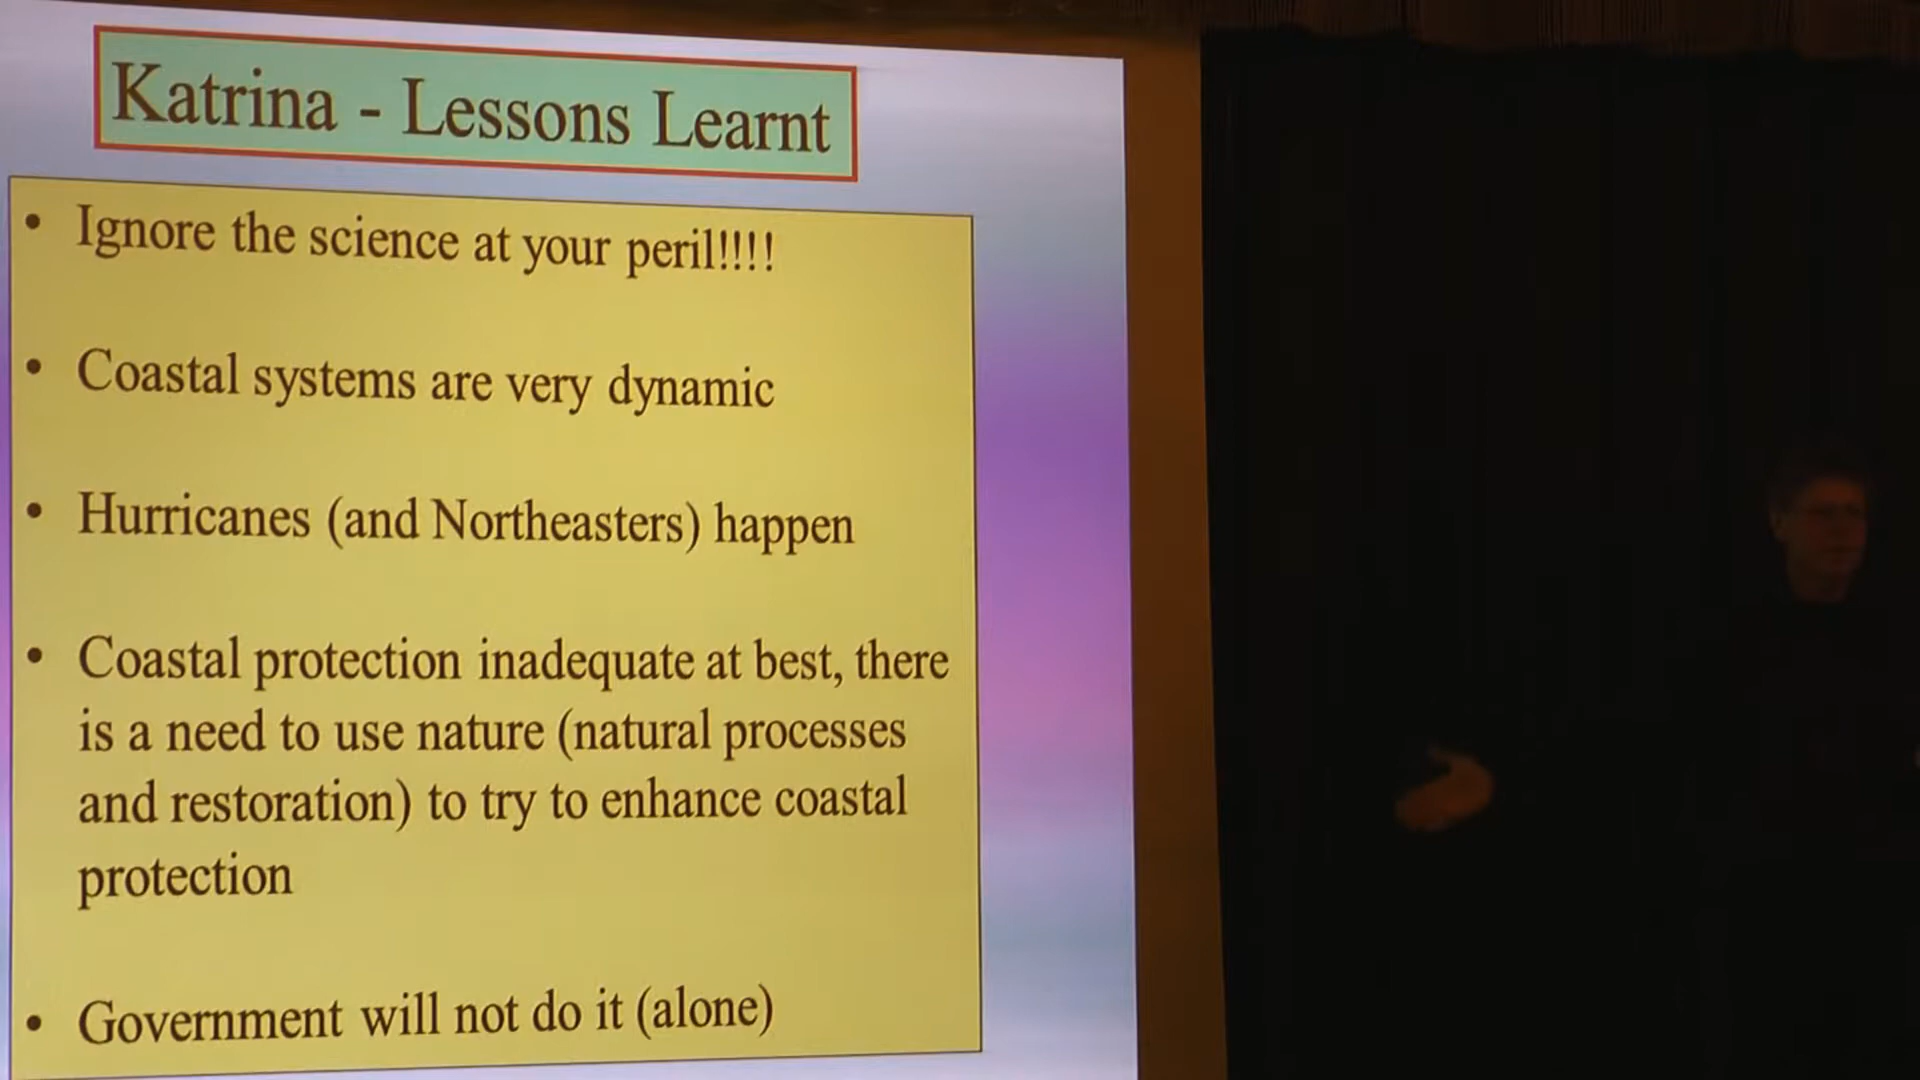 Katrina - Lessons Learnt
• Ignore the science at your peril!!!!
• Coastal systems are very dynamic
• Hurricanes (and Northeasters) happen
• Coastal protection inadequate at best, there
is a need to use nature (natural processes
and restoration) to try to enhance coastal
protection
• Government will not do it (alone)